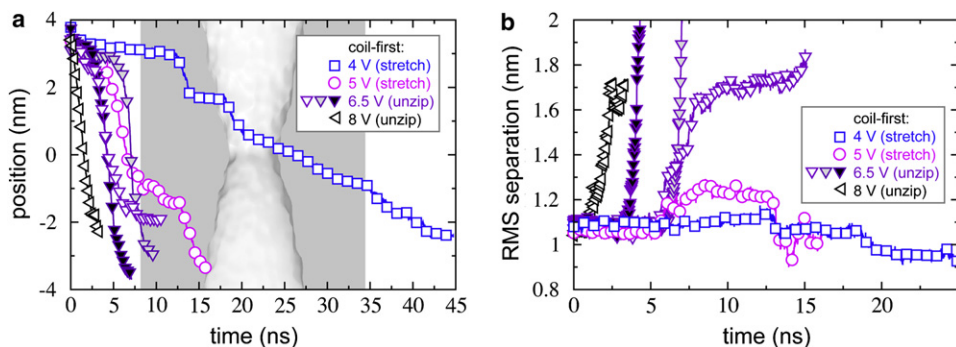 a
4
2
0
-2
-4
position (nm)
0 5 10 15 20 25 30 35 40 45
time (ns)
coil-first:
4 V (stretch)
5 V (stretch)
6.5 V (unzip)
8 V (unzip)
b
2
1.8
1.6
1.4
1.2
1
0.8
RMS separation (nm)
0 5 10 15 20
time (ns)
coil-first:
4 V (stretch)
5 V (stretch)
6.5 V (unzip)
8 V (unzip)